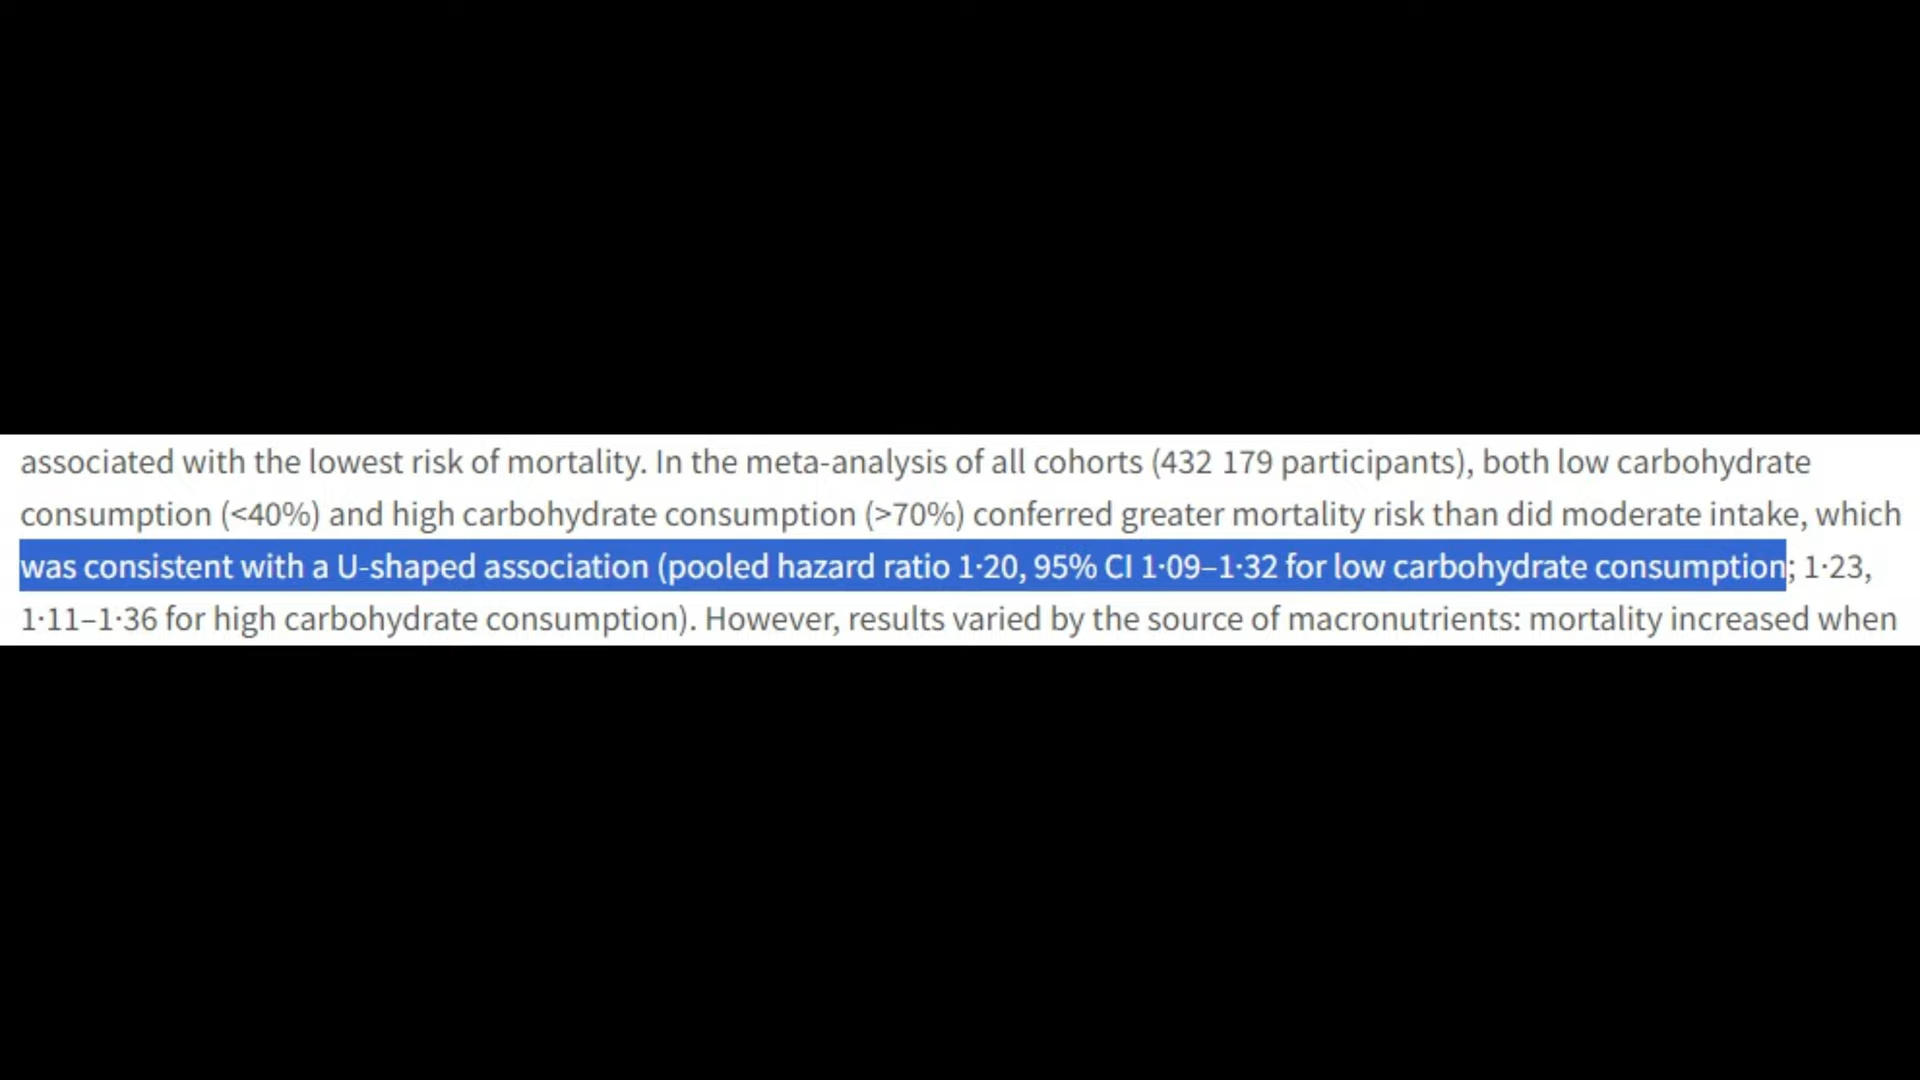 associated with the lowest risk of mortality. In the meta-analysis of all cohorts (432 179 participants), both low carbohydrate
consumption (<40%) and high carbohydrate consumption (>70%) conferred greater mortality risk than did moderate intake, which
was consistent with a U-shaped association (pooled hazard ratio 1·20, 95% CI 1·09–1·32 for low carbohydrate consumption; 1·23,
1·11–1·36 for high carbohydrate consumption). However, results varied by the source of macronutrients: mortality increased when